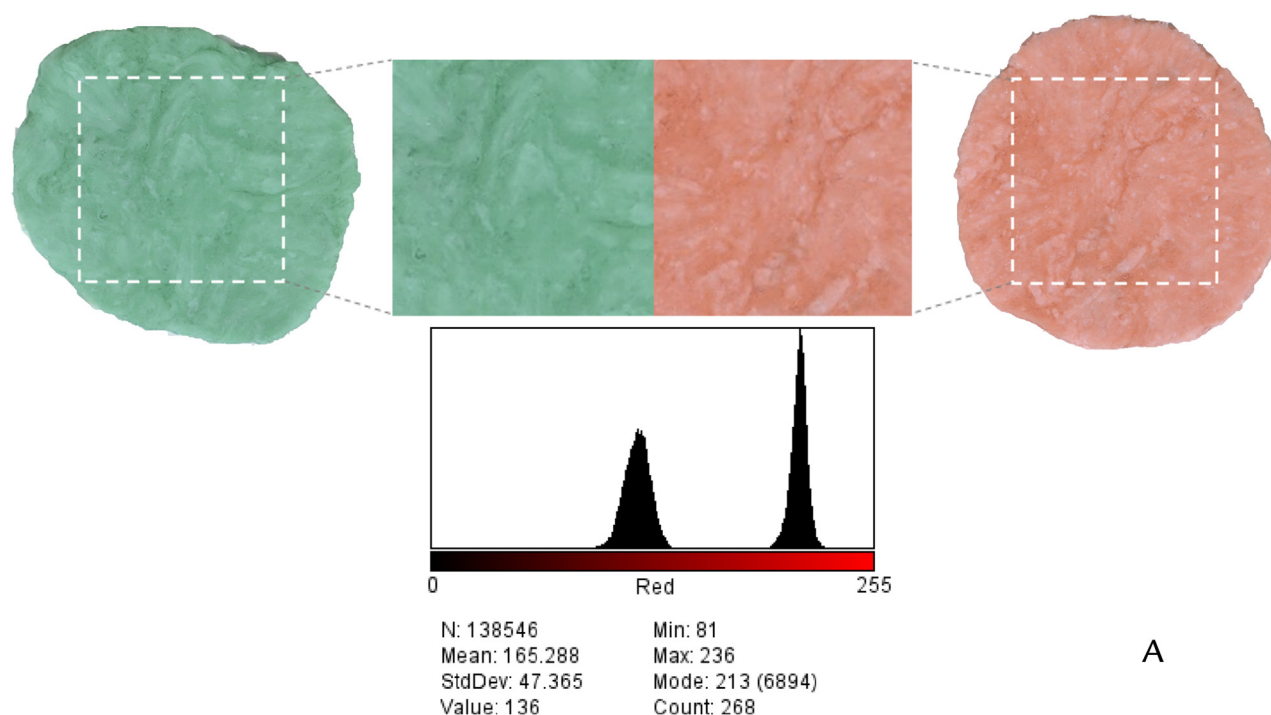 0 Red 255
N: 138546 Min: 81
Mean: 165.288 Max: 236
StdDev: 47.365 Mode: 213 (6894)
Value: 136 Count: 268
A